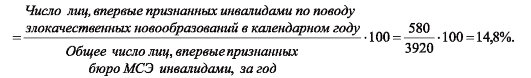 Число лиц, впервые признанных инвалидами по поводу
злокачественных новообразований в календарном году
= ——— · 100 = 580/3920 · 100 = 14,8%.
Общее число лиц, впервые признанных
бюро МСЭ инвалидами, за год